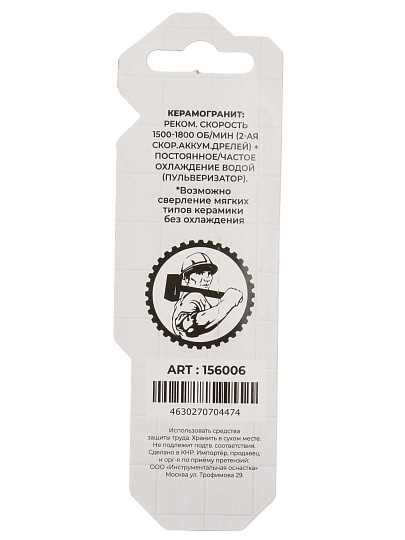 КЕРАМОГРАНИТ:
РЕКОМ. СКОРОСТЬ
1500-1800 ОБ/МИН (2-АЯ
СКОР.АККУМ.ДРЕЛЕЙ) +
ПОСТОЯННОЕ/ЧАСТОЕ
ОХЛАЖДЕНИЕ ВОДОЙ
(ПУЛЬВЕРИЗАТОР).
*Возможно
сверление мягких
типов керамики
без охлаждения
ART : 156006
4630270704474
Использовать средства
защиты труда. Хранить в сухом месте.
Не подлежит подтв. соответствия.
Сделано в КНР. Импортёр, продавец
и орг-я по приёму претензий:
ООО «Инструментальная оснастка»
Москва ул. Трофимова 29.